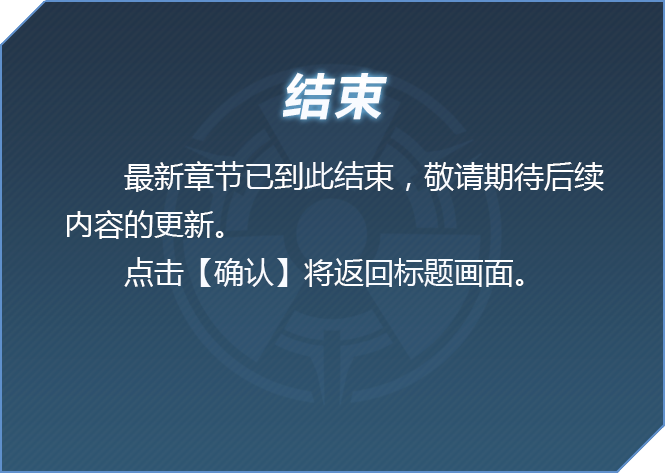 结束
最新章节已到此结束，敬请期待后续
内容的更新。
点击【确认】将返回标题画面。